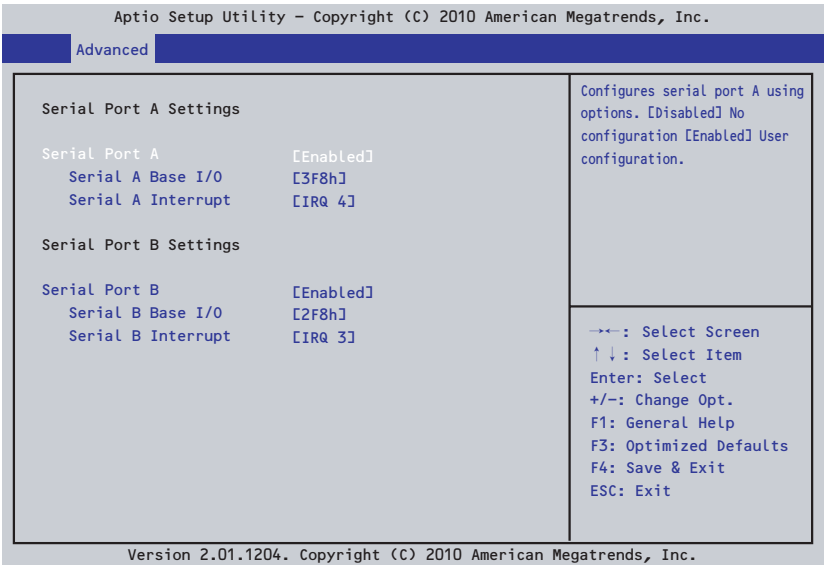 Aptio Setup Utility – Copyright (C) 2010 American Megatrends, Inc.
Advanced
Serial Port A Settings
Serial Port A [Enabled]
Serial A Base I/O [3F8h]
Serial A Interrupt [IRQ 4]
Serial Port B Settings
Serial Port B [Enabled]
Serial B Base I/O [2F8h]
Serial B Interrupt [IRQ 3]
Configures serial port A using
options. [Disabled] No
configuration [Enabled] User
configuration.
→←: Select Screen
↑↓: Select Item
Enter: Select
+/–: Change Opt.
F1: General Help
F3: Optimized Defaults
F4: Save & Exit
ESC: Exit
Version 2.01.1204. Copyright (C) 2010 American Megatrends, Inc.